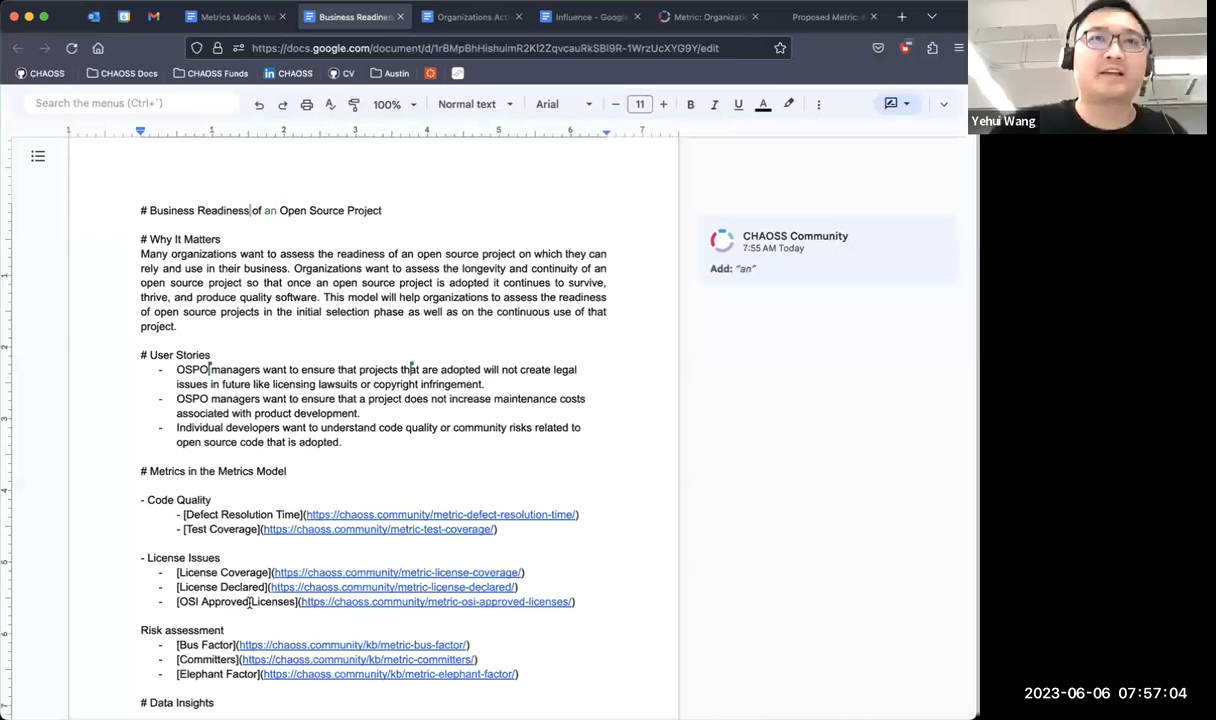 Metrics Models W
Business Readines
Organizations Act
Influence - Google
Metric: Organizatio
Proposed Metric: 
https://docs.google.com/document/d/1rBMpBhHishuimR2Kl2ZqvcauRkSBl9R-1WrzUcXYG9Y/edit
CHAOSS
CHAOSS Docs
CHAOSS Funds
CHAOSS
CV
Austin
Search the menus (Ctrl+`)
100%
Normal text
Arial
11
B I U A
1 1 2 3 4 5 6 7
# Business Readiness of an Open Source Project
# Why It Matters
Many organizations want to assess the readiness of an open source project on which they can
rely and use in their business. Organizations want to assess the longevity and continuity of an
open source project so that once an open source project is adopted it continues to survive,
thrive, and produce quality software. This model will help organizations to assess the readiness
of open source projects in the initial selection phase as well as on the continuous use of that
project.
# User Stories
- OSPO managers want to ensure that projects that are adopted will not create legal
issues in future like licensing lawsuits or copyright infringement.
- OSPO managers want to ensure that a project does not increase maintenance costs
associated with product development.
- Individual developers want to understand code quality or community risks related to
open source code that is adopted.
# Metrics in the Metrics Model
- Code Quality
- [Defect Resolution Time](https://chaoss.community/metric-defect-resolution-time/)
- [Test Coverage](https://chaoss.community/metric-test-coverage/)
- License Issues
- [License Coverage](https://chaoss.community/metric-license-coverage/)
- [License Declared](https://chaoss.community/metric-license-declared/)
- [OSI Approved Licenses](https://chaoss.community/metric-osi-approved-licenses/)
Risk assessment
- [Bus Factor](https://chaoss.community/kb/metric-bus-factor/)
- [Committers](https://chaoss.community/kb/metric-committers/)
- [Elephant Factor](https://chaoss.community/kb/metric-elephant-factor/)
# Data Insights
CHAOSS Community
7:55 AM Today
Add: "an"
Yehui Wang
2023-06-06 07:57:04